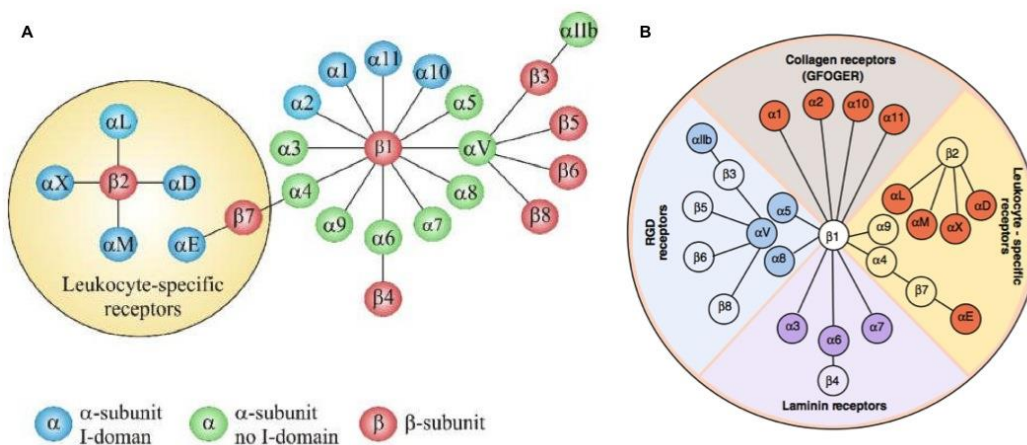 A
αIIb
α11
α1
α10
β3
α2
α5
αL
β5
α3
β1
αV
αX
β2
αD
β6
α4
α8
β7
αM
αE
α9
α7
β8
α6
Leukocyte-specific
receptors
β4
α
α-subunit
I-doman
α
α-subunit
no I-domain
β
β-subunit
B
Collagen receptors
(GFOGER)
α1
α2
α10
α11
αIIb
β3
β2
β5
α5
αL
αM
αX
αD
RGD
receptors
αV
β1
α9
Leukocyte - specific
receptors
β6
α8
α4
β7
β8
αE
α3
α6
α7
β4
Laminin receptors